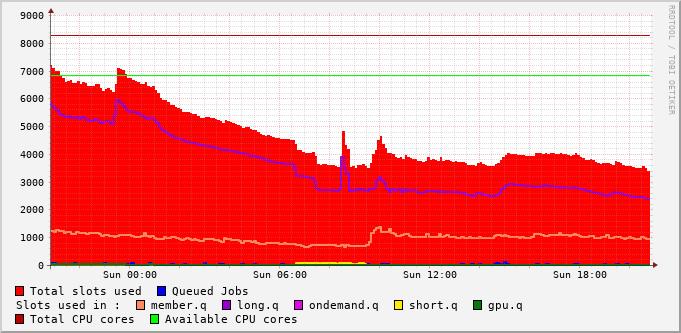 9000
8000
7000
6000
5000
4000
3000
2000
1000
0
Sun 00:00 Sun 06:00 Sun 12:00 Sun 18:00
RRDTOOL / TOBI OETIKER
Total slots used Queued Jobs
Slots used in : member.q long.q ondemand.q short.q gpu.q
Total CPU cores Available CPU cores